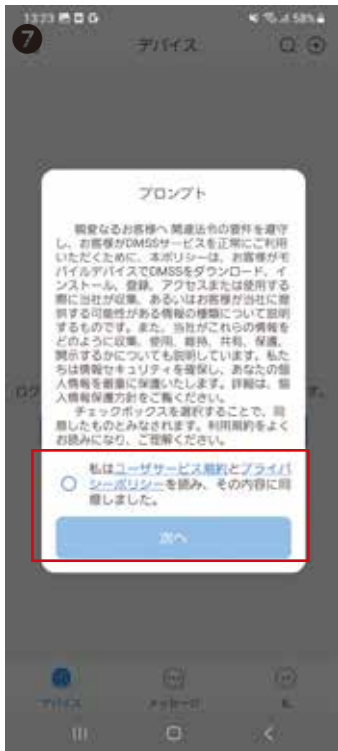 13:23
58%
7
デバイス
プロンプト
親愛なるお客様へ 関連法令の要件を遵守
し、お客様がDMSSサービスを正常にご利用
いただくために、本ポリシーは、お客様がモ
バイルデバイスでDMSSをダウンロード、イ
ンストール、登録、アクセスまたは使用する
際に当社が収集、あるいはお客様が当社に提
供する可能性がある情報の種類について説明
するものです。また、当社がこれらの情報を
どのように収集、使用、維持、共有、保護、
開示するかについても説明しています。私た
ちは情報セキュリティを確保し、あなたの個
人情報を厳重に保護いたします。詳細は、個
人情報保護方針をご覧ください。
チェックボックスを選択することで、同
意したものとみなされます。利用規約をよく
お読みになり、ご理解ください。
ログ
す。
私はユーザサービス規約とプライバ
シーポリシーを読み、その内容に同
意しました。
次へ
デバイス
メッセージ
私